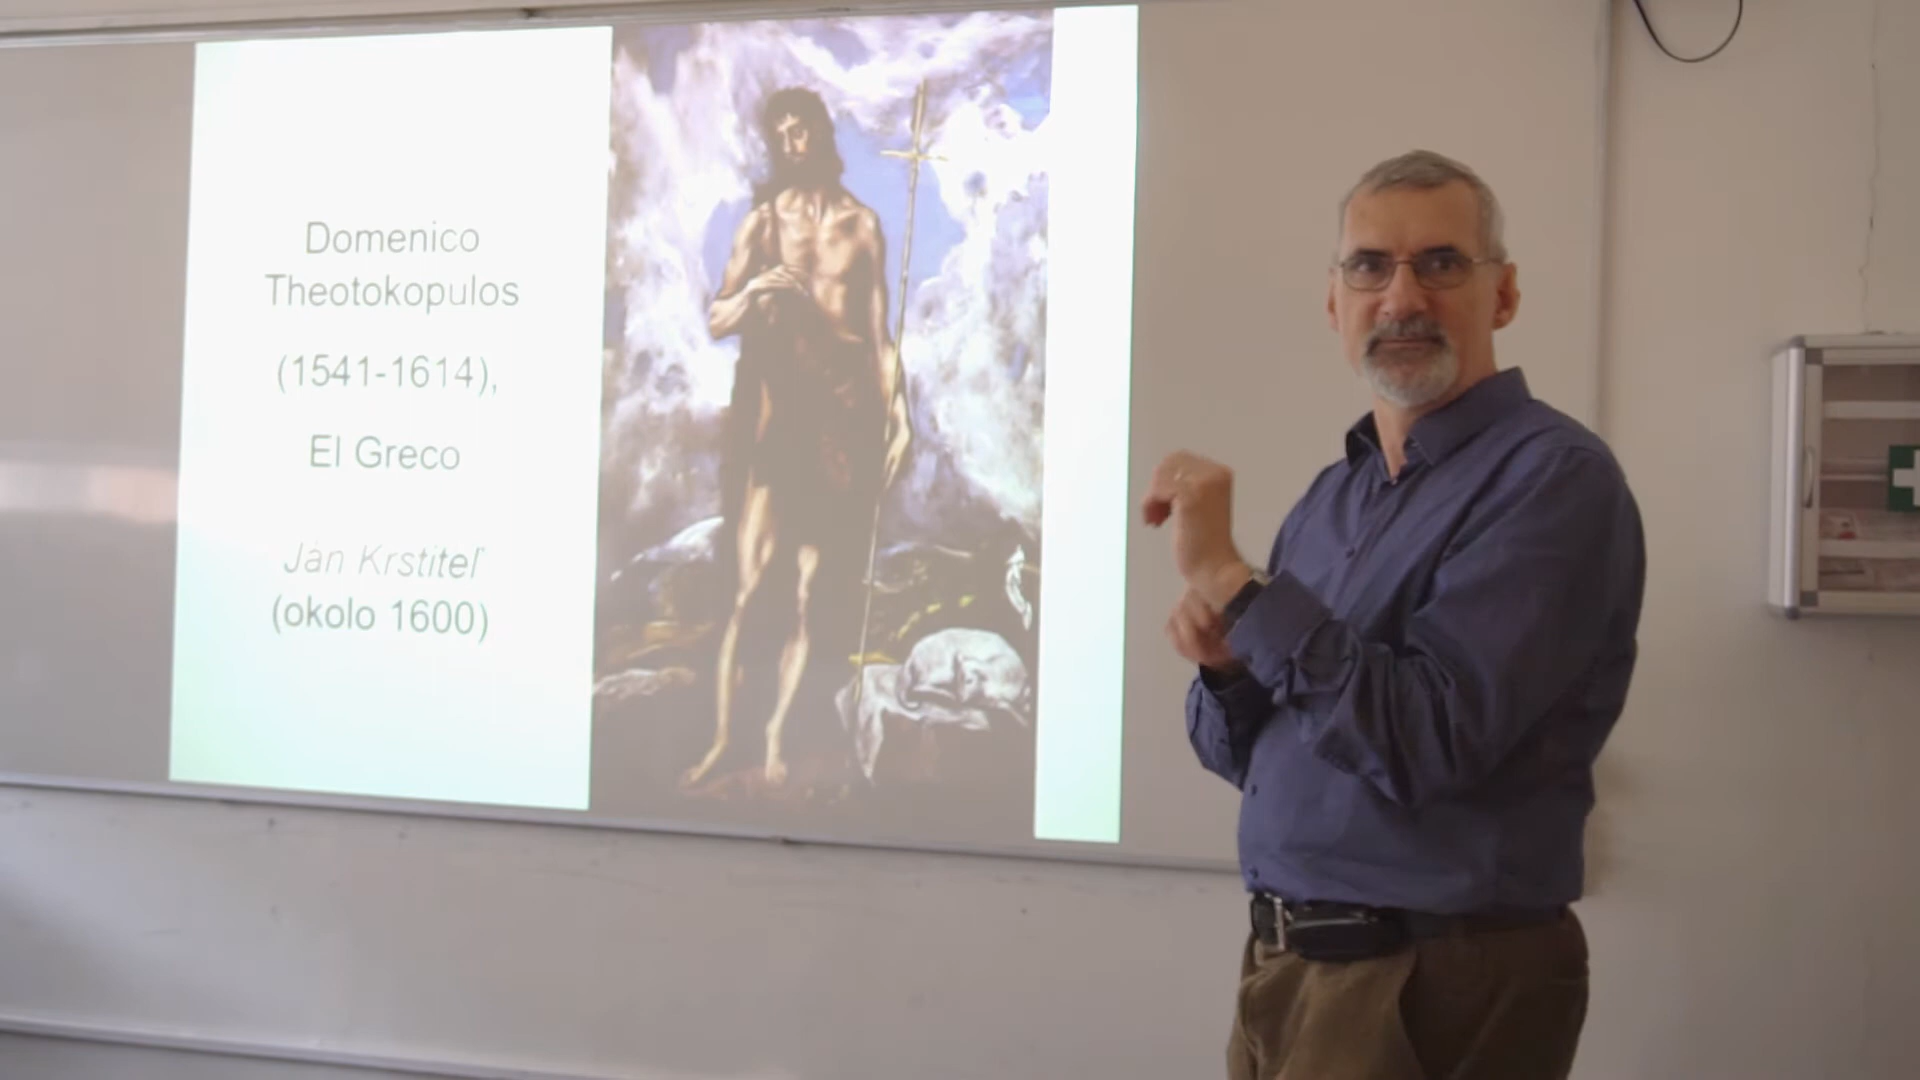 Domenico
Theotokopulos
(1541-1614),
El Greco
Ján Krstiteľ
(okolo 1600)